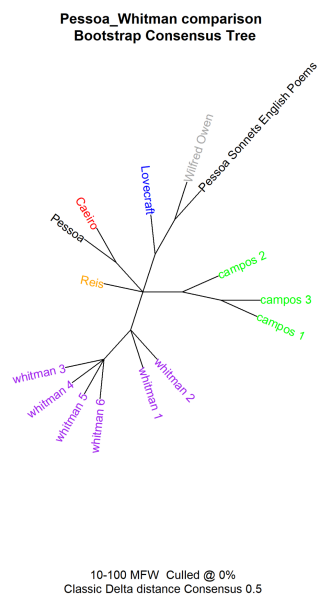 Pessoa_Whitman comparison
Bootstrap Consensus Tree
Pessoa Sonnets English Poems
Wilfred Owen
Lovecraft
Caeiro
Pessoa
Reis
campos 2
campos 3
campos 1
whitman 3
whitman 4
whitman 5
whitman 6
whitman 1
whitman 2
10-100 MFW  Culled @ 0%
Classic Delta distance Consensus 0.5